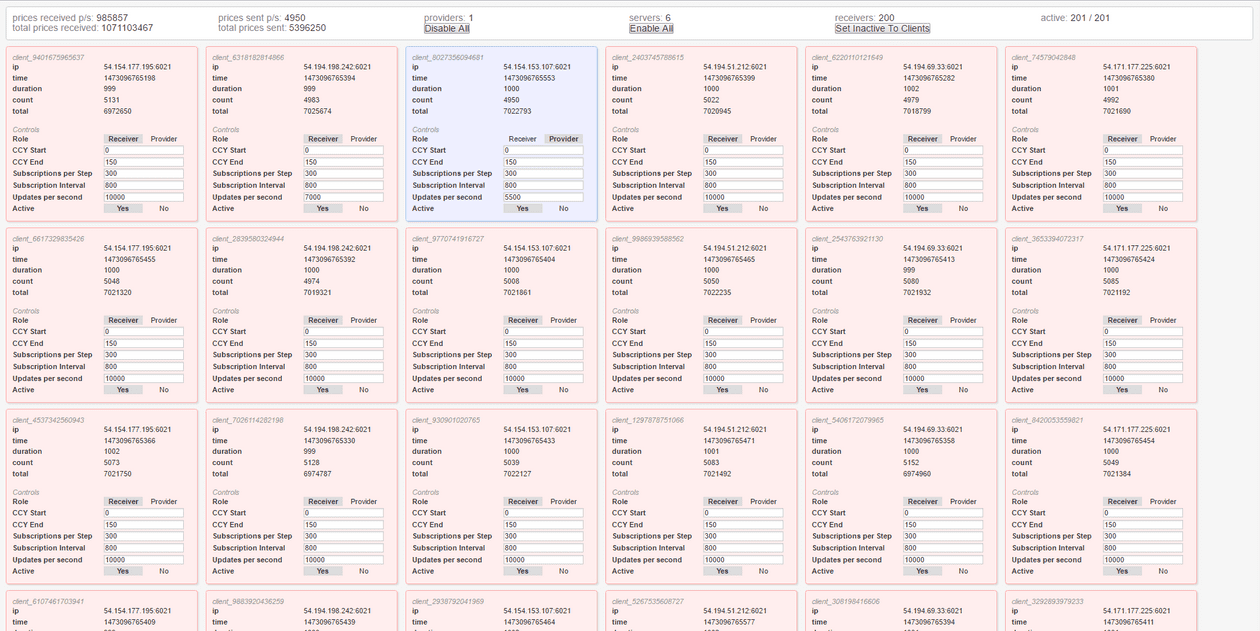 prices received p/s: 985857 prices sent p/s: 4950 providers: 1 servers: 6 receivers: 200 active: 201 / 201
total prices received: 1071103467 total prices sent: 5396250 Disable All Enable All Set Inactive To Clients
client_9401675965637 client_6318182814866 client_8027356094681 client_2403745788615 client_6220110121649 client_74579042848
ip 54.154.177.195:6021 ip 54.194.198.242:6021 ip 54.154.153.107:6021 ip 54.194.51.212:6021 ip 54.194.69.33:6021 ip 54.171.177.225:6021
time 1473096765198 time 1473096765394 time 1473096765553 time 1473096765399 time 1473096765282 time 1473096765380
duration 999 duration 999 duration 1000 duration 1000 duration 1002 duration 1001
count 5131 count 4983 count 4950 count 5022 count 4979 count 4992
total 6972650 total 7025674 total 7022793 total 7020945 total 7018799 total 7021690
Controls Controls Controls Controls Controls Controls
Role Receiver Provider Role Receiver Provider Role Receiver Provider Role Receiver Provider Role Receiver Provider Role Receiver Provider
CCY Start 0 CCY Start 0 CCY Start 0 CCY Start 0 CCY Start 0 CCY Start 0
CCY End 150 CCY End 150 CCY End 150 CCY End 150 CCY End 150 CCY End 150
Subscriptions per Step 300 Subscriptions per Step 300 Subscriptions per Step 300 Subscriptions per Step 300 Subscriptions per Step 300 Subscriptions per Step 300
Subscription Interval 800 Subscription Interval 800 Subscription Interval 800 Subscription Interval 800 Subscription Interval 800 Subscription Interval 800
Updates per second 10000 Updates per second 7000 Updates per second 5500 Updates per second 10000 Updates per second 10000 Updates per second 10000
Active Yes No Active Yes No Active Yes No Active Yes No Active Yes No Active Yes No
client_6617329835426 client_2839580324944 client_9770741916727 client_9986939588562 client_2543763921130 client_3653394072317
ip 54.154.177.195:6021 ip 54.194.198.242:6021 ip 54.154.153.107:6021 ip 54.194.51.212:6021 ip 54.194.69.33:6021 ip 54.171.177.225:6021
time 1473096765455 time 1473096765392 time 1473096765404 time 1473096765465 time 1473096765413 time 1473096765424
duration 1000 duration 1000 duration 1000 duration 1000 duration 999 duration 1000
count 5048 count 4974 count 5008 count 5050 count 5080 count 5085
total 7021320 total 7019321 total 7021861 total 7022235 total 7021932 total 7021192
Controls Controls Controls Controls Controls Controls
Role Receiver Provider Role Receiver Provider Role Receiver Provider Role Receiver Provider Role Receiver Provider Role Receiver Provider
CCY Start 0 CCY Start 0 CCY Start 0 CCY Start 0 CCY Start 0 CCY Start 0
CCY End 150 CCY End 150 CCY End 150 CCY End 150 CCY End 150 CCY End 150
Subscriptions per Step 300 Subscriptions per Step 300 Subscriptions per Step 300 Subscriptions per Step 300 Subscriptions per Step 300 Subscriptions per Step 300
Subscription Interval 800 Subscription Interval 800 Subscription Interval 800 Subscription Interval 800 Subscription Interval 800 Subscription Interval 800
Updates per second 10000 Updates per second 10000 Updates per second 10000 Updates per second 10000 Updates per second 10000 Updates per second 10000
Active Yes No Active Yes No Active Yes No Active Yes No Active Yes No Active Yes No
client_4537342560943 client_7026114282198 client_930901020765 client_1297878751066 client_5406172079965 client_8420053559821
ip 54.154.177.195:6021 ip 54.194.198.242:6021 ip 54.154.153.107:6021 ip 54.194.51.212:6021 ip 54.194.69.33:6021 ip 54.171.177.225:6021
time 1473096765366 time 1473096765330 time 1473096765433 time 1473096765471 time 1473096765358 time 1473096765454
duration 1002 duration 999 duration 1000 duration 1001 duration 1000 duration 1000
count 5073 count 5128 count 5039 count 5083 count 5152 count 5049
total 7021750 total 6974787 total 7022127 total 7021492 total 6974960 total 7021384
Controls Controls Controls Controls Controls Controls
Role Receiver Provider Role Receiver Provider Role Receiver Provider Role Receiver Provider Role Receiver Provider Role Receiver Provider
CCY Start 0 CCY Start 0 CCY Start 0 CCY Start 0 CCY Start 0 CCY Start 0
CCY End 150 CCY End 150 CCY End 150 CCY End 150 CCY End 150 CCY End 150
Subscriptions per Step 300 Subscriptions per Step 300 Subscriptions per Step 300 Subscriptions per Step 300 Subscriptions per Step 300 Subscriptions per Step 300
Subscription Interval 800 Subscription Interval 800 Subscription Interval 800 Subscription Interval 800 Subscription Interval 800 Subscription Interval 800
Updates per second 10000 Updates per second 10000 Updates per second 10000 Updates per second 10000 Updates per second 10000 Updates per second 10000
Active Yes No Active Yes No Active Yes No Active Yes No Active Yes No Active Yes No
client_6107461703941 client_9883920436259 client_2938792041969 client_5267535608727 client_308198416606 client_3292893979233
ip 54.154.177.195:6021 ip 54.194.198.242:6021 ip 54.154.153.107:6021 ip 54.194.51.212:6021 ip 54.194.69.33:6021 ip 54.171.177.225:6021
time 1473096765409 time 1473096765439 time 1473096765464 time 1473096765577 time 1473096765394 time 1473096765411